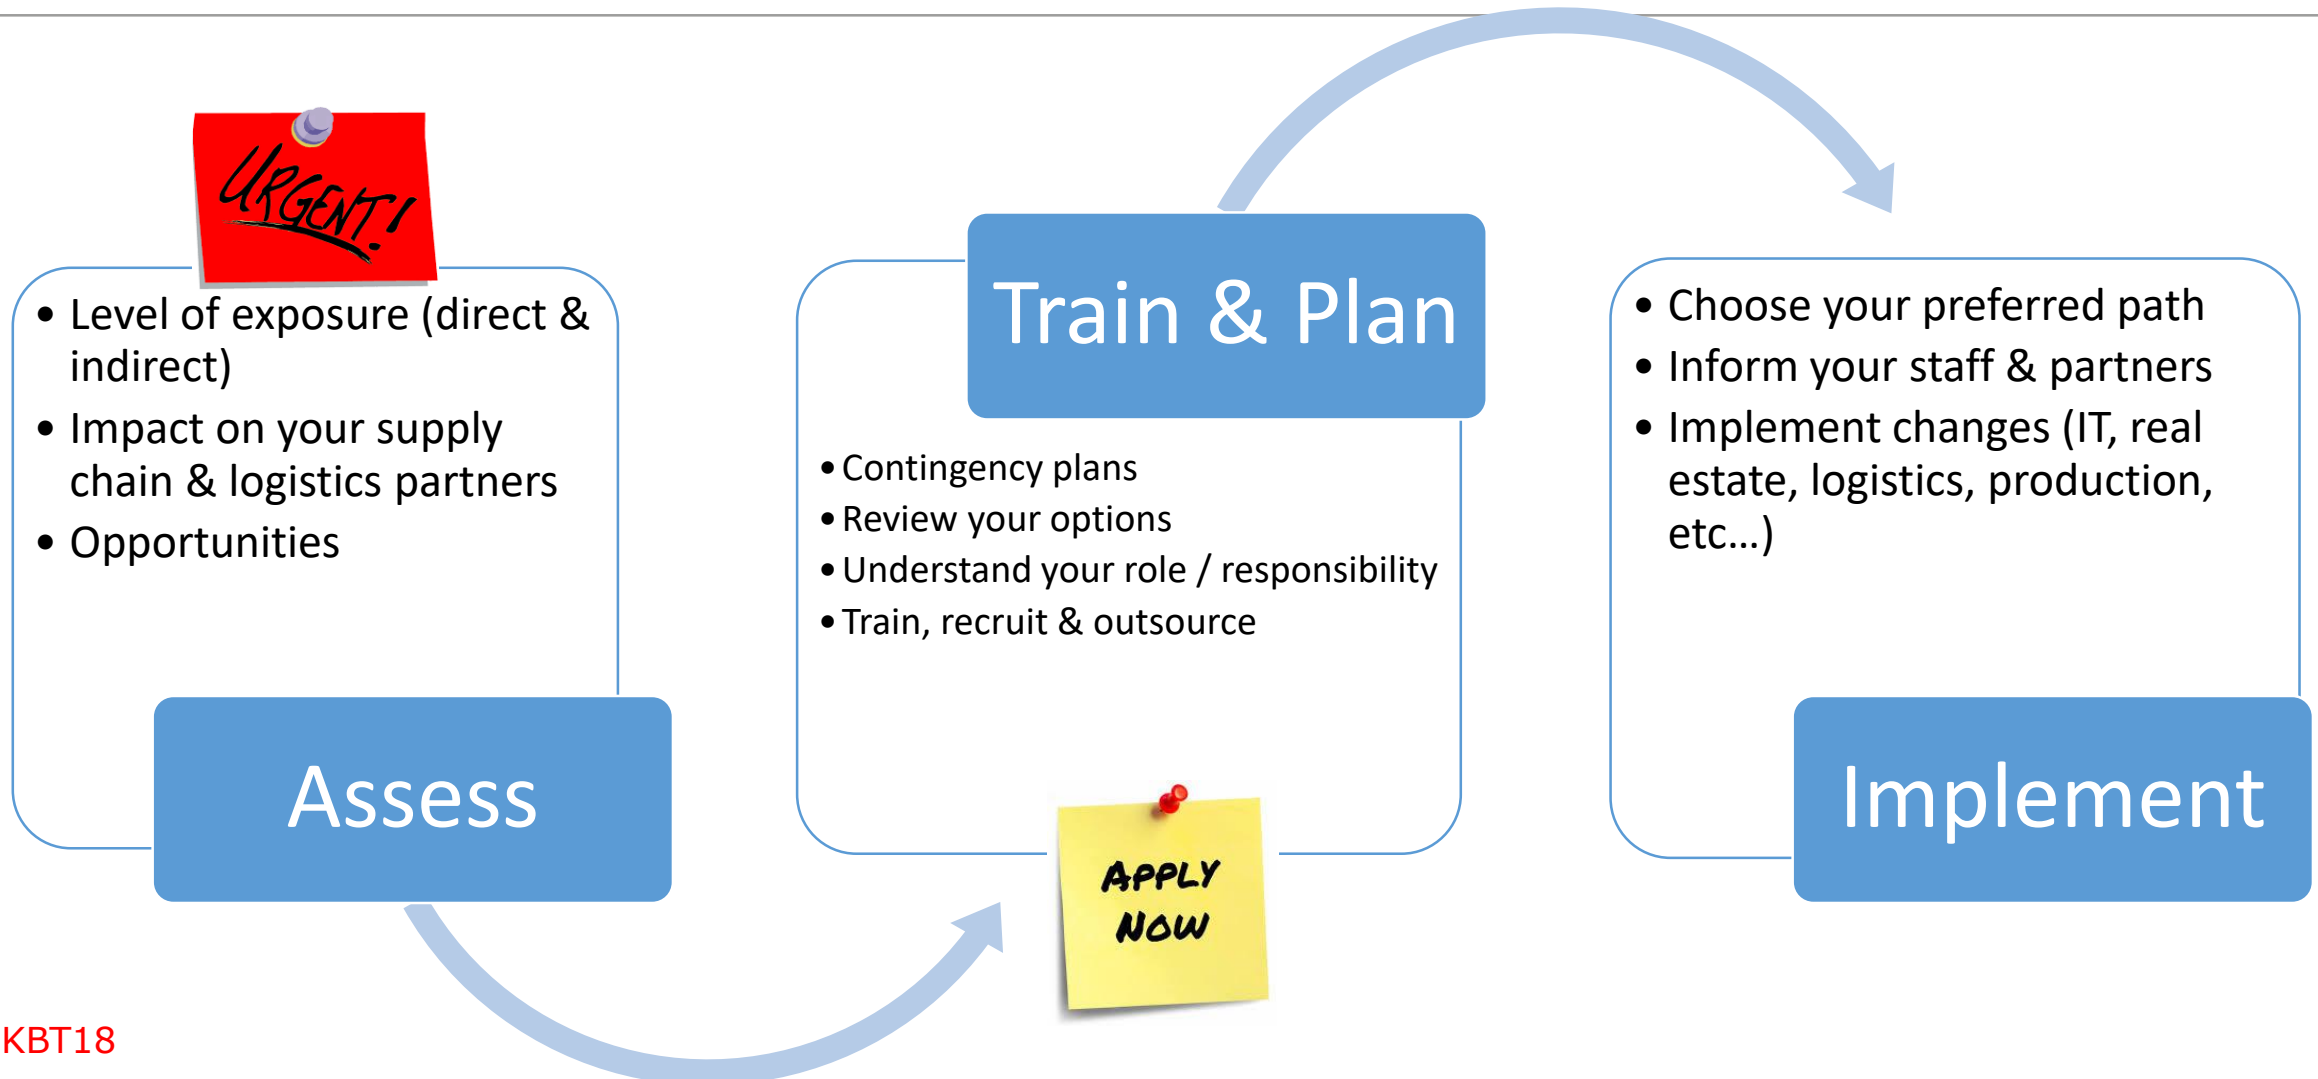 URGENT!
• Level of exposure (direct &
indirect)
• Impact on your supply
chain & logistics partners
• Opportunities
Assess
Train & Plan
• Contingency plans
• Review your options
• Understand your role / responsibility
• Train, recruit & outsource
APPLY
NOW
• Choose your preferred path
• Inform your staff & partners
• Implement changes (IT, real
estate, logistics, production,
etc…)
Implement
KBT18